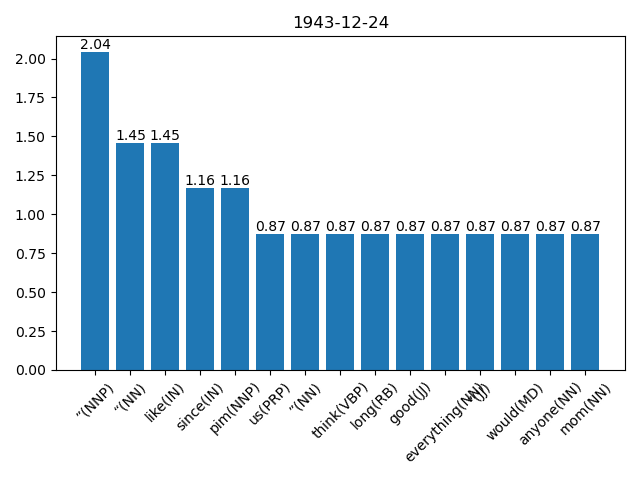 1943-12-24
2.00
1.75
1.50
1.25
1.00
0.75
0.50
0.25
0.00
2.04
1.45
1.45
1.16
1.16
0.87
0.87
0.87
0.87
0.87
0.87
0.87
0.87
0.87
0.87
”(NNP)
“(NN)
like(IN)
since(IN)
pim(NNP)
us(PRP)
”(NN)
think(VBP)
long(RB)
good(JJ)
everything(NN)
would(MD)
anyone(NN)
mom(NN)